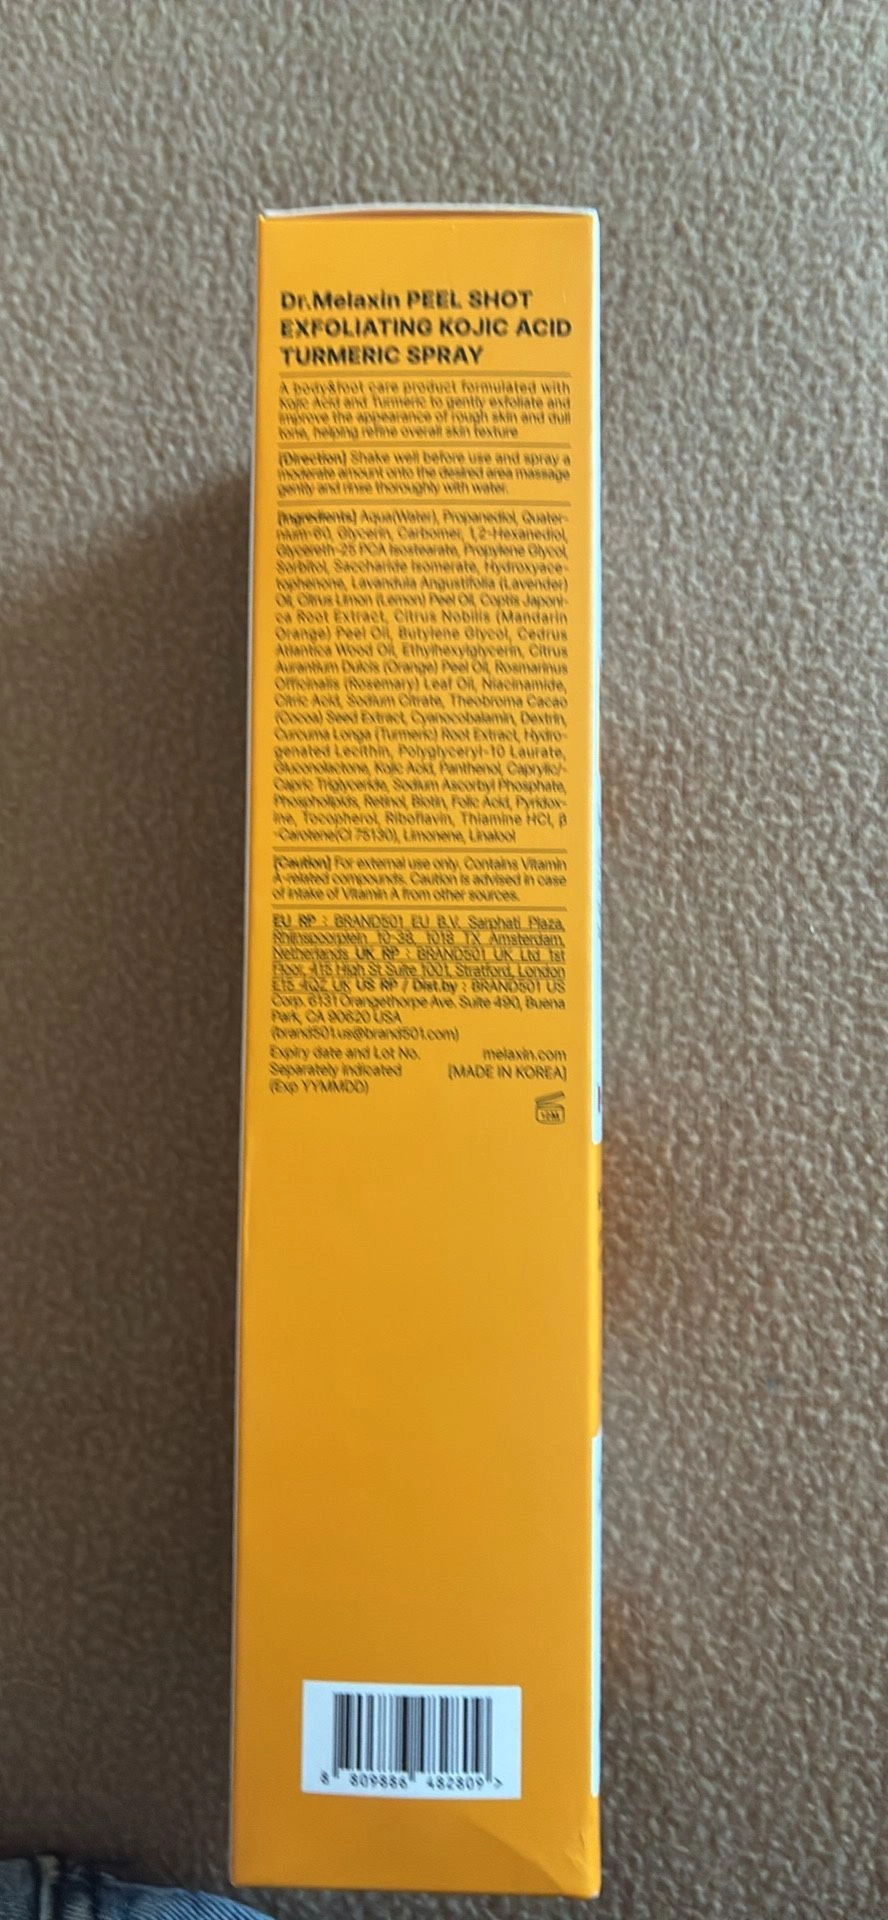 Dr.Melaxin PEEL SHOT
EXFOLIATING KOJIC ACID
TURMERIC SPRAY
A body&foot care product formulated with
Kojic Acid and Turmeric to gently exfoliate and
improve the appearance of rough skin and dull
tone, helping refine overall skin texture
[Direction] Shake well before use and spray a
moderate amount onto the desired area massage
gently and rinse thoroughly with water.
[Ingredients] Aqua(Water), Propanediol, Quater-
nium-60, Glycerin, Carbomer, 1,2-Hexanediol,
Glycereth-25 PCA Isostearate, Propylene Glycol,
Sorbitol, Saccharide Isomerate, Hydroxyace-
tophenone, Lavandula Angustifolia (Lavender)
Oil, Citrus Limon (Lemon) Peel Oil, Coptis Japoni-
ca Root Extract, Citrus Nobilis (Mandarin
Orange) Peel Oil, Butylene Glycol, Cedrus
Atlantica Wood Oil, Ethylhexylglycerin, Citrus
Aurantium Dulcis (Orange) Peel Oil, Rosmarinus
Officinalis (Rosemary) Leaf Oil, Niacinamide,
Citric Acid, Sodium Citrate, Theobroma Cacao
(Cocoa) Seed Extract, Cyanocobalamin, Dextrin,
Curcuma Longa (Turmeric) Root Extract, Hydro-
genated Lecithin, Polyglyceryl-10 Laurate,
Gluconolactone, Kojic Acid, Panthenol, Caprylic/-
Capric Triglyceride, Sodium Ascorbyl Phosphate,
Phospholipids, Retinol, Biotin, Folic Acid, Pyridox-
ine, Tocopherol, Riboflavin, Thiamine HCl, β
-Carotene(CI 75130), Limonene, Linalool
[Caution] For external use only. Contains Vitamin
A-related compounds. Caution is advised in case
of intake of Vitamin A from other sources.
EU RP : BRAND501 EU B.V. Sarphati Plaza,
Rhijnspoorplein 10-38, 1018 TX Amsterdam,
Netherlands UK RP : BRAND501 UK Ltd 1st
Floor, 415 High St Suite 1001, Stratford, London
E15 4QZ UK US RP / Dist.by : BRAND501 US
Corp. 6131 Orangethorpe Ave. Suite 490, Buena
Park, CA 90620 USA
(brand501.us@brand501.com)
Expiry date and Lot No. melaxin.com
Separately indicated [MADE IN KOREA]
(Exp YYMMDD)
12M
8 809886 482809 >